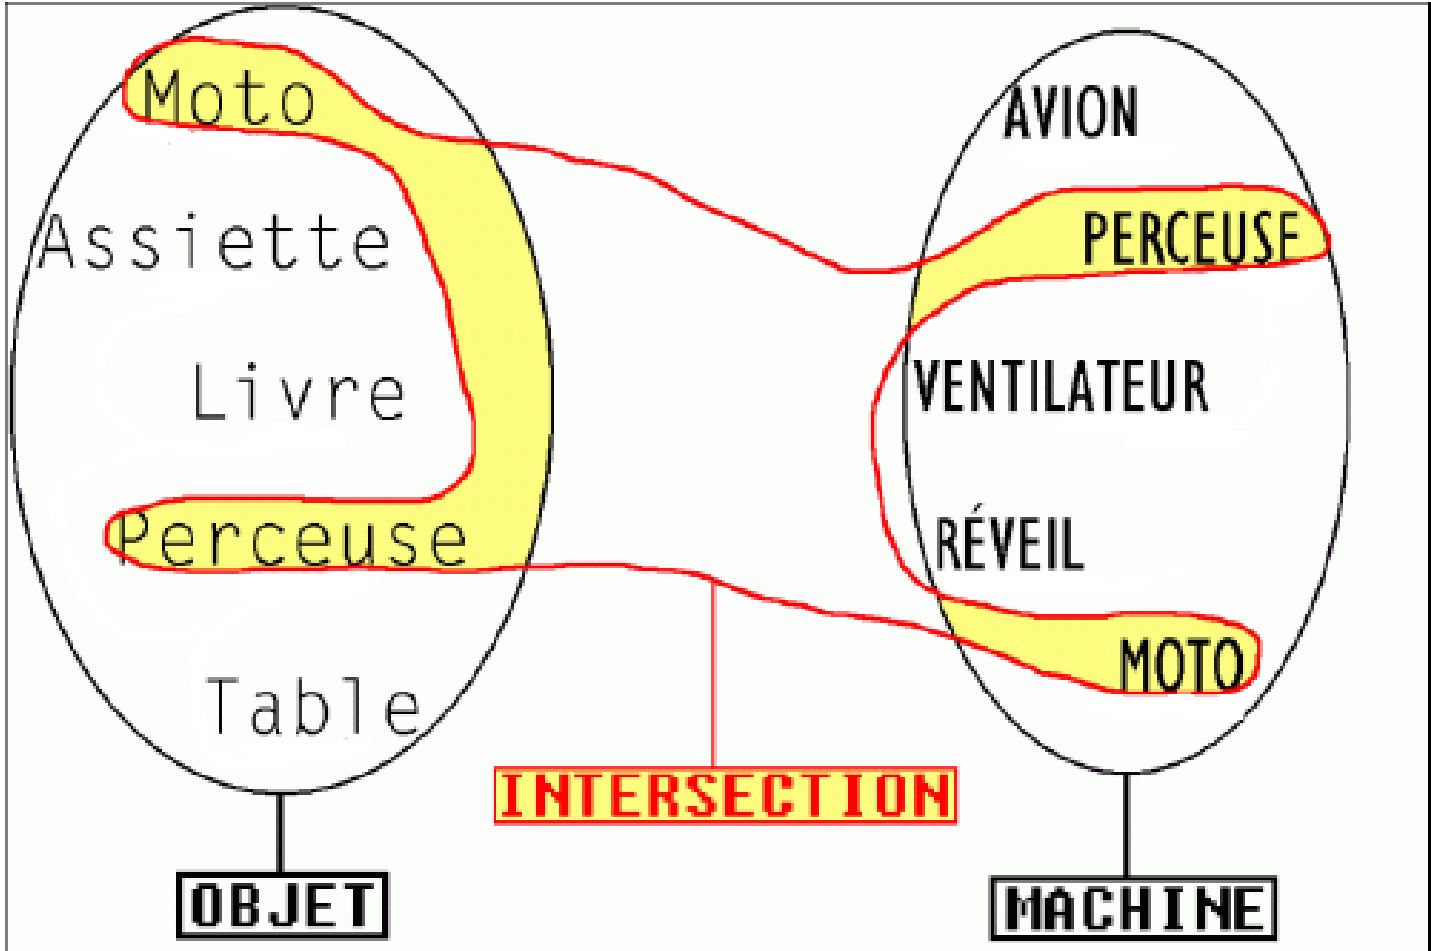 Moto
Assiette
Livre
Perceuse
Table
OBJET
INTERSECTION
AVION
PERCEUSE
VENTILATEUR
RÉVEIL
MOTO
MACHINE